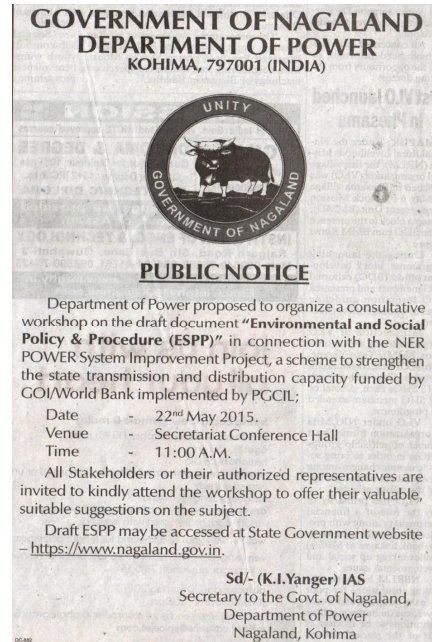 GOVERNMENT OF NAGALAND
DEPARTMENT OF POWER
KOHIMA, 797001 (INDIA)
UNITY
GOVERNMENT OF NAGALAND
PUBLIC NOTICE
Department of Power proposed to organize a consultative
workshop on the draft document “Environmental and Social
Policy & Procedure (ESPP)” in connection with the NER
POWER System Improvement Project, a scheme to strengthen
the state transmission and distribution capacity funded by
GOI/World Bank implemented by PGCIL;
Date - 22nd May 2015.
Venue - Secretariat Conference Hall
Time - 11:00 A.M.
All Stakeholders or their authorized representatives are
invited to kindly attend the workshop to offer their valuable,
suitable suggestions on the subject.
Draft ESPP may be accessed at State Government website
– https://www.nagaland.gov.in.
Sd/- (K.I.Yanger) IAS
Secretary to the Govt. of Nagaland,
Department of Power
Nagaland, Kohima